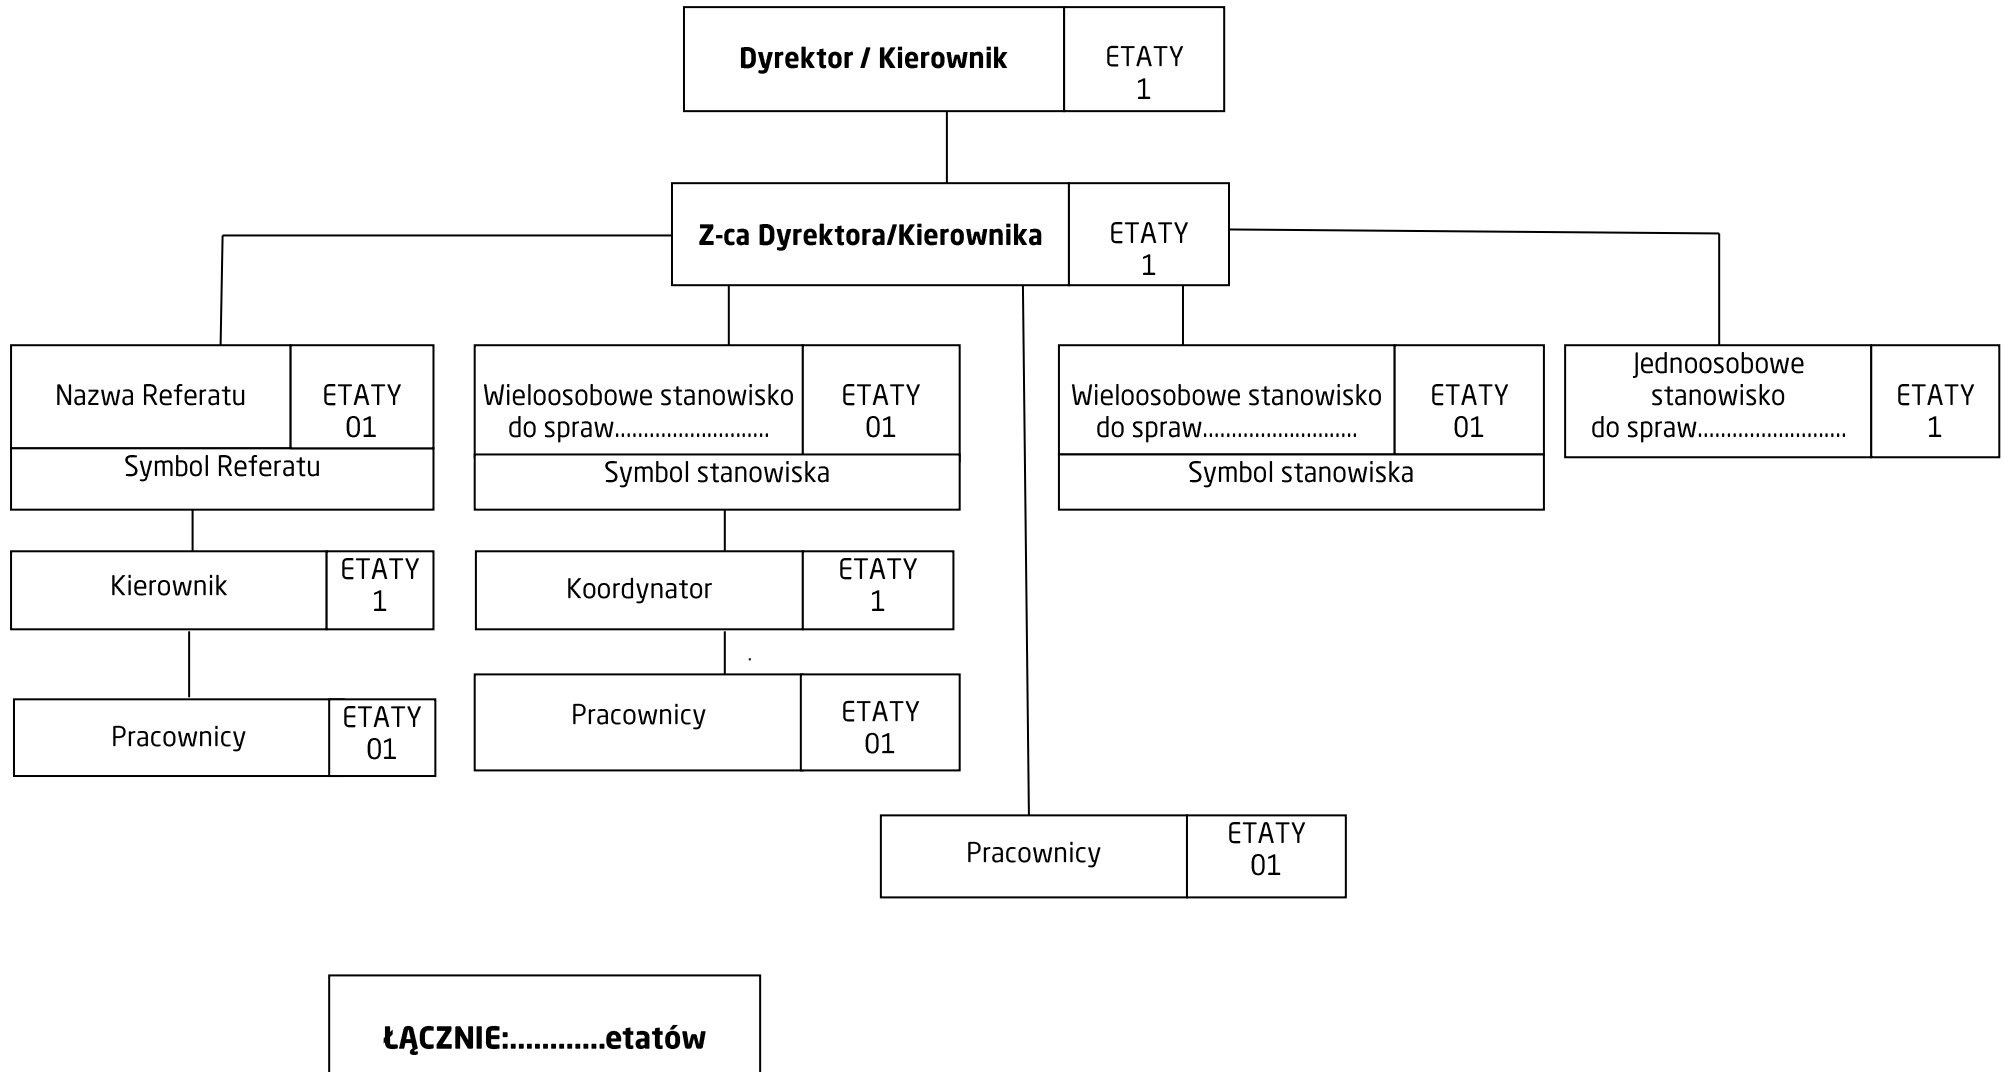 Dyrektor / Kierownik
ETATY
1
Z-ca Dyrektora/Kierownika
ETATY
1
Nazwa Referatu
ETATY
01
Symbol Referatu
Wieloosobowe stanowisko
do spraw...........................
ETATY
01
Symbol stanowiska
Wieloosobowe stanowisko
do spraw...........................
ETATY
01
Symbol stanowiska
Jednoosobowe
stanowisko
do spraw..........................
ETATY
1
Kierownik
ETATY
1
Koordynator
ETATY
1
.
Pracownicy
ETATY
01
Pracownicy
ETATY
01
Pracownicy
ETATY
01
ŁĄCZNIE:............etatów